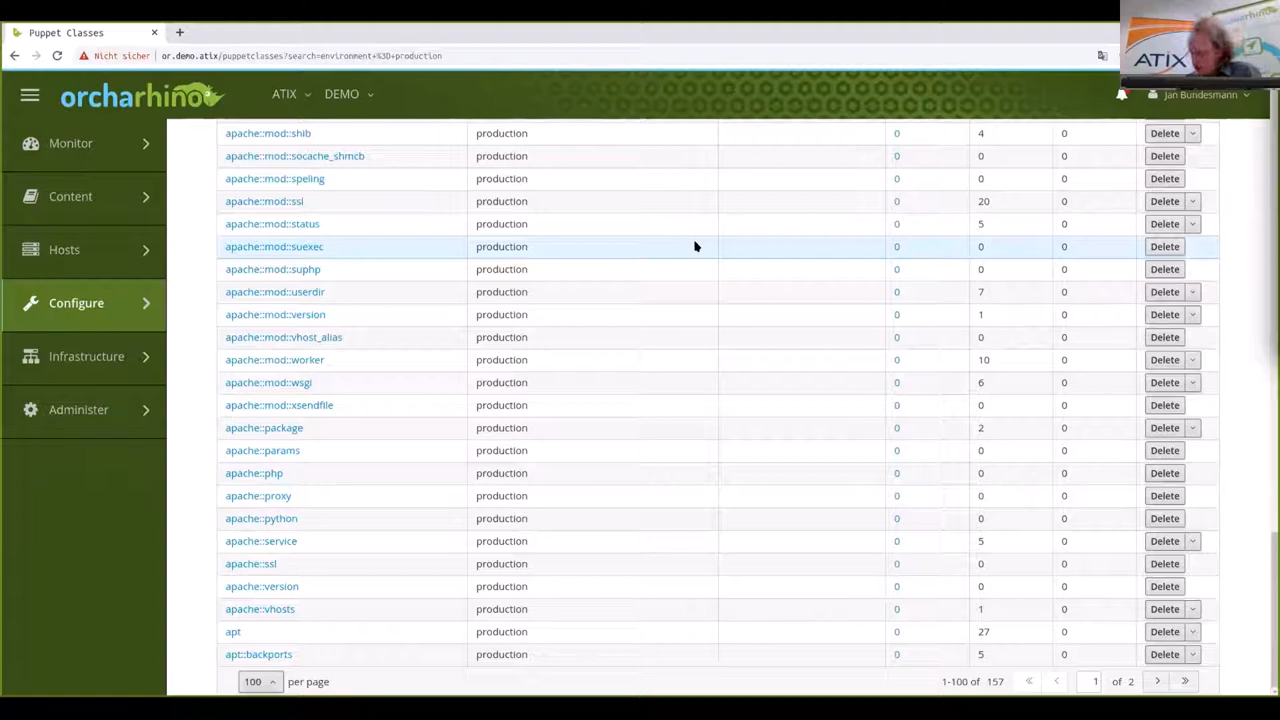 Puppet Classes × +
Nicht sicher or.demo.atix/puppetclasses?search=environment+%3D+production
orcharhino ATIX DEMO Jan Bundesmann
ATIX
orcharhino
Monitor
Content
Hosts
Configure
Infrastructure
Administer
apache::mod::shib production 0 4 0 Delete
apache::mod::socache_shmcb production 0 0 0 Delete
apache::mod::speling production 0 0 0 Delete
apache::mod::ssl production 0 20 0 Delete
apache::mod::status production 0 5 0 Delete
apache::mod::suexec production 0 0 0 Delete
apache::mod::suphp production 0 0 0 Delete
apache::mod::userdir production 0 7 0 Delete
apache::mod::version production 0 1 0 Delete
apache::mod::vhost_alias production 0 0 0 Delete
apache::mod::worker production 0 10 0 Delete
apache::mod::wsgi production 0 6 0 Delete
apache::mod::xsendfile production 0 0 0 Delete
apache::package production 0 2 0 Delete
apache::params production 0 0 0 Delete
apache::php production 0 0 0 Delete
apache::proxy production 0 0 0 Delete
apache::python production 0 0 0 Delete
apache::service production 0 5 0 Delete
apache::ssl production 0 0 0 Delete
apache::version production 0 0 0 Delete
apache::vhosts production 0 1 0 Delete
apt production 0 27 0 Delete
apt::backports production 0 5 0 Delete
100 per page 1-100 of 157 « ‹ 1 of 2 › »